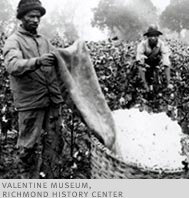 VALENTINE MUSEUM,
RICHMOND HISTORY CENTER